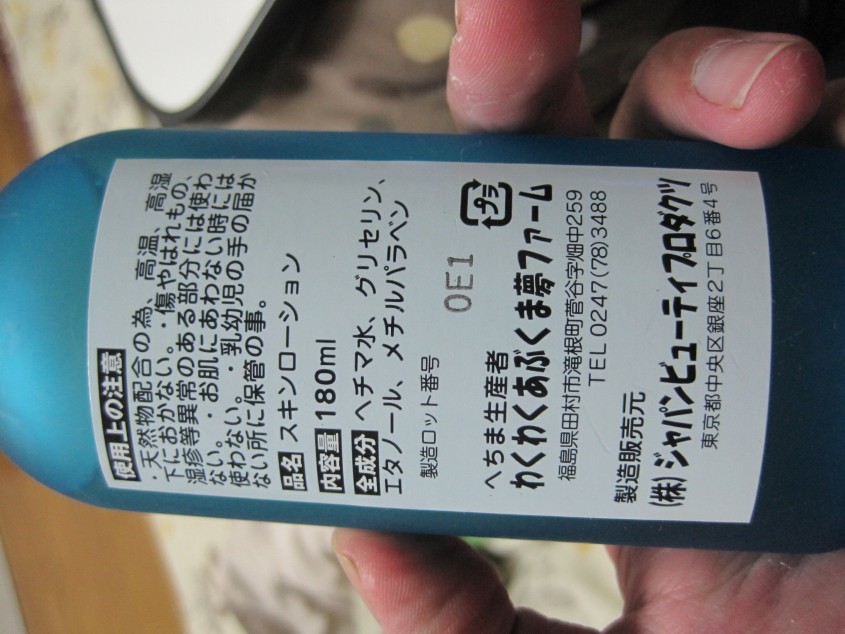 使用上の注意
・天然物配合の為、高温、高湿
下におかない。・傷やはれもの、
湿疹等異常のある部分には使わ
ない。・お肌にあわない時には
使わない。・乳幼児の手の届か
ない所に保管の事。
品名 スキンローション
内容量 180ml
全成分 ヘチマ水、グリセリン、
エタノール、メチルパラベン
製造ロット番号 0E1
プラ
へちま生産者
わくわくあぶくま夢ファーム
福島県田村市滝根町菅谷字畑中259
TEL 0247(78)3488
製造販売元
(株)ジャパンビューティプロダクツ
東京都中央区銀座2丁目6番4号